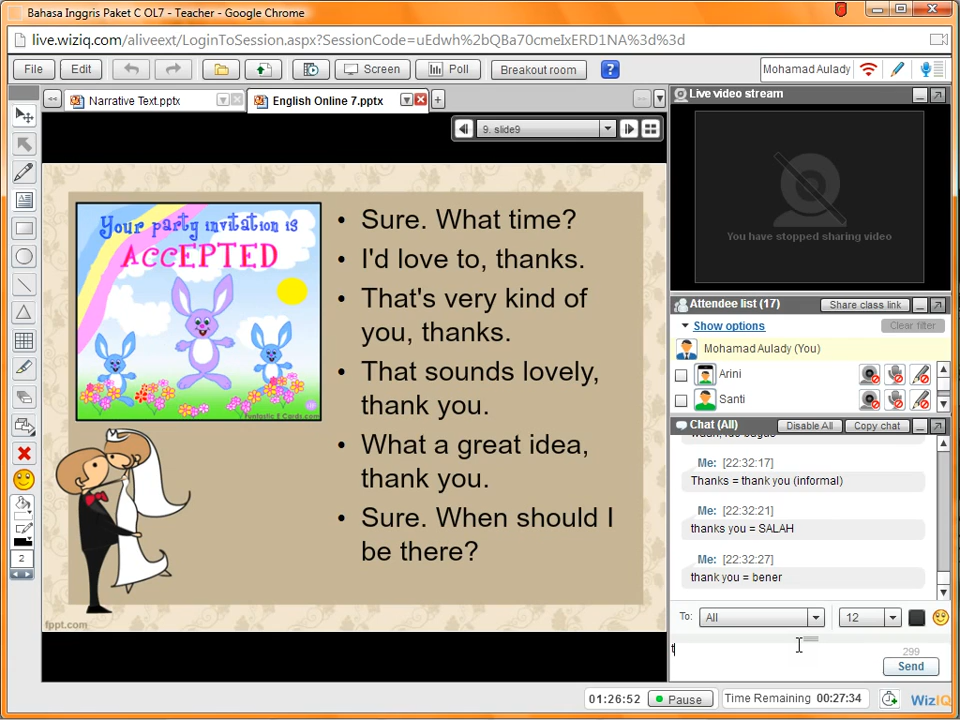 Bahasa Inggris Paket C OL7 - Teacher - Google Chrome
live.wiziq.com/aliveext/LoginToSession.aspx?SessionCode=uEdwh%2bQBa70cmeIxERD1NA%3d%3d
File
Edit
Screen
Poll
Breakout room
?
Mohamad Aulady
<<
Narrative Text.pptx
English Online 7.pptx
+
9. slide9
Your party invitation is
ACCEPTED
Funtastic E Cards.com
• Sure. What time?
• I'd love to, thanks.
• That's very kind of
you, thanks.
• That sounds lovely,
thank you.
• What a great idea,
thank you.
• Sure. When should I
be there?
fppt.com
2
Live video stream
You have stopped sharing video
Attendee list (17)
Share class link
Show options
Clear filter
Mohamad Aulady (You)
Arini
Santi
Chat (All)
Disable All
Copy chat
Me: [22:32:17]
Thanks = thank you (informal)
Me: [22:32:21]
thanks you = SALAH
Me: [22:32:27]
thank you = bener
To:
All
12
t
299
Send
01:26:52
Pause
Time Remaining 00:27:34
WizIQ